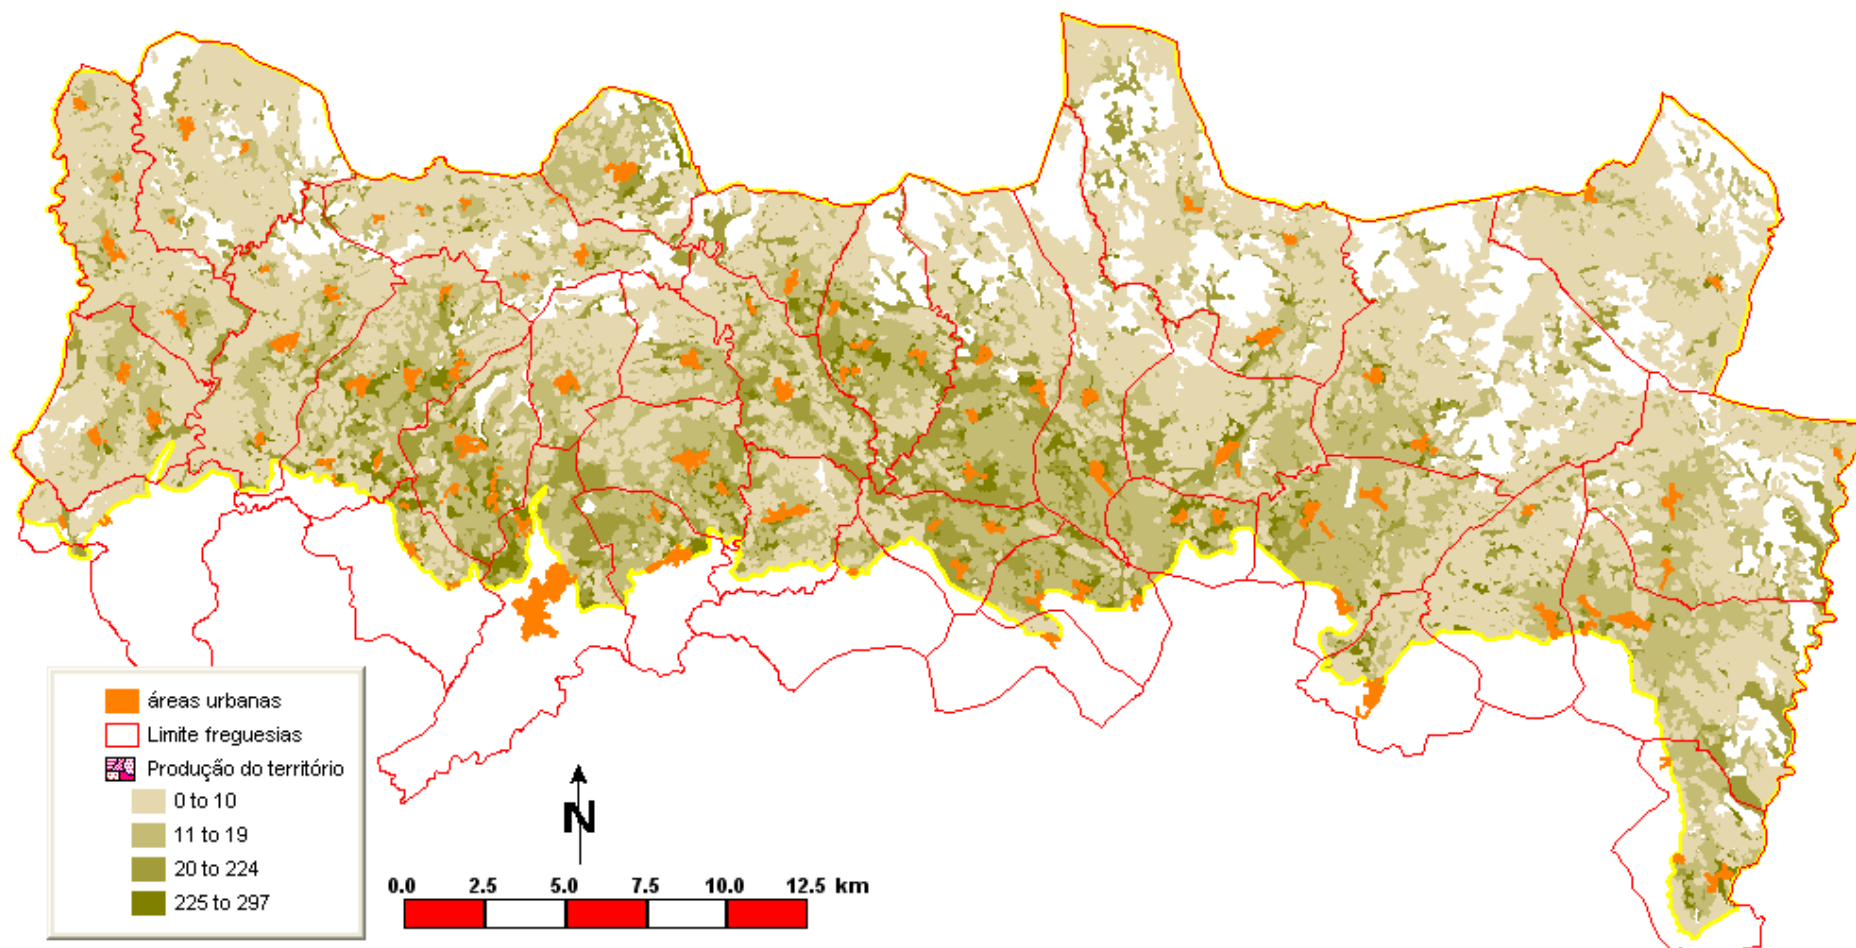 áreas urbanas
Limite freguesias
Produção do território
0 to 10
11 to 19
20 to 224
225 to 297
N
0.0 2.5 5.0 7.5 10.0 12.5 km